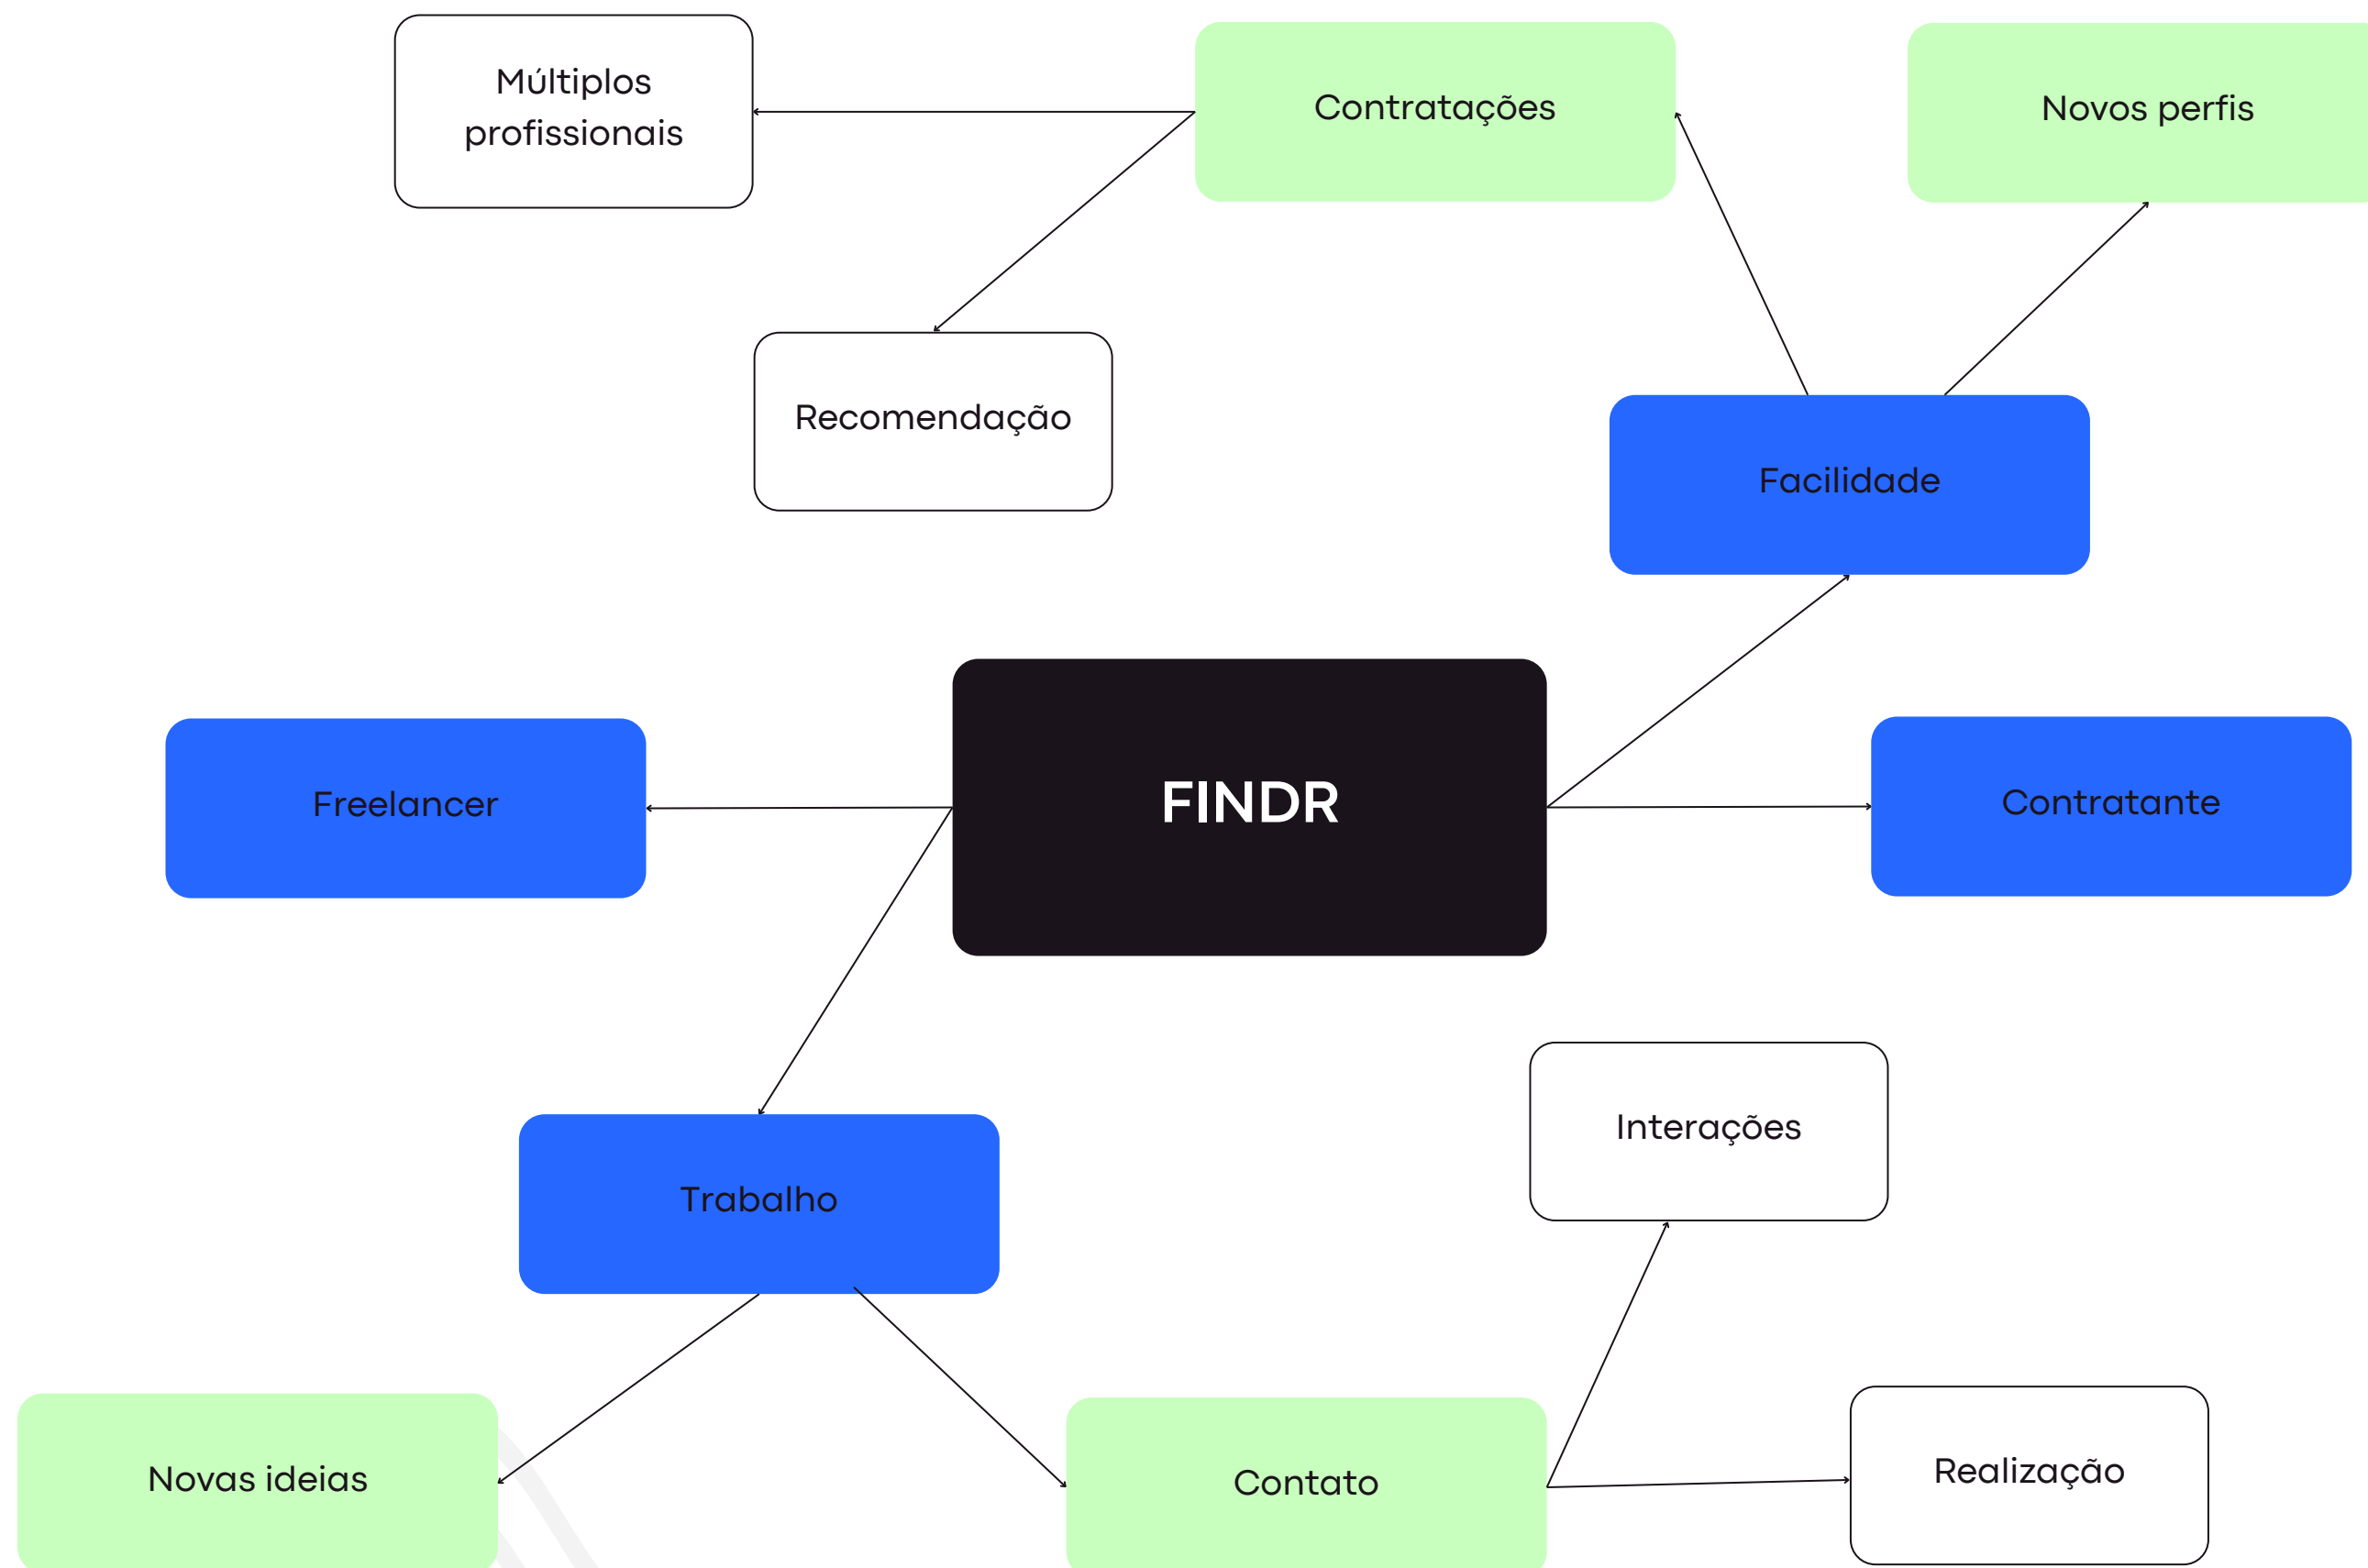 Múltiplos
profissionais
Contratações
Novos perfis
Recomendação
Facilidade
FINDR
Freelancer
Contratante
Interações
Trabalho
Realização
Novas ideias
Contato